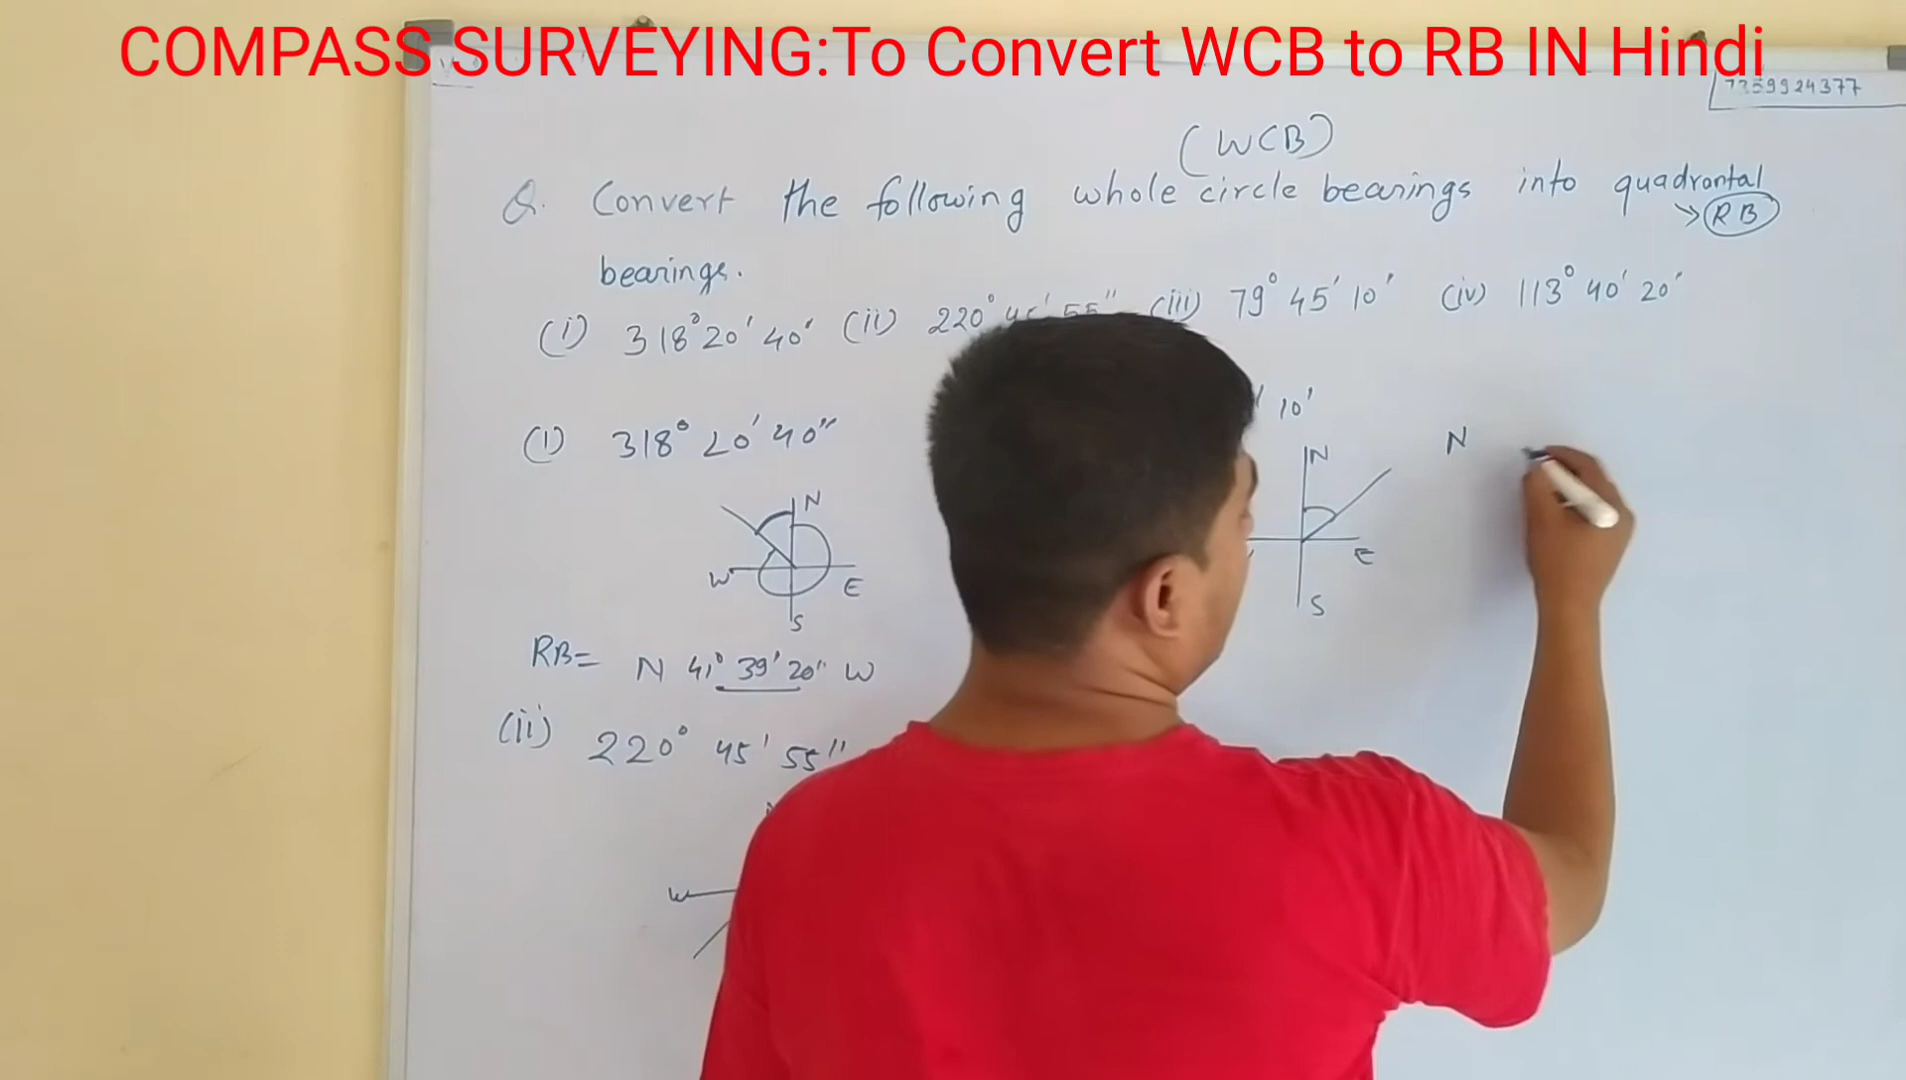 COMPASS SURVEYING:To Convert WCB to RB IN Hindi
7359924377
(WCB)
Q. Convert the following whole circle bearings into quadrantal
→ RB
bearings.
(i) 318° 20' 40' (ii) 220° 45' 55" (iii) 79° 45' 10' (iv) 113° 40' 20'
(i) 318° 20' 40"
' 10'
N
N
N
W E
E
S
S
RB= N 41° 39' 20" W
(ii) 220° 45' 55"
W